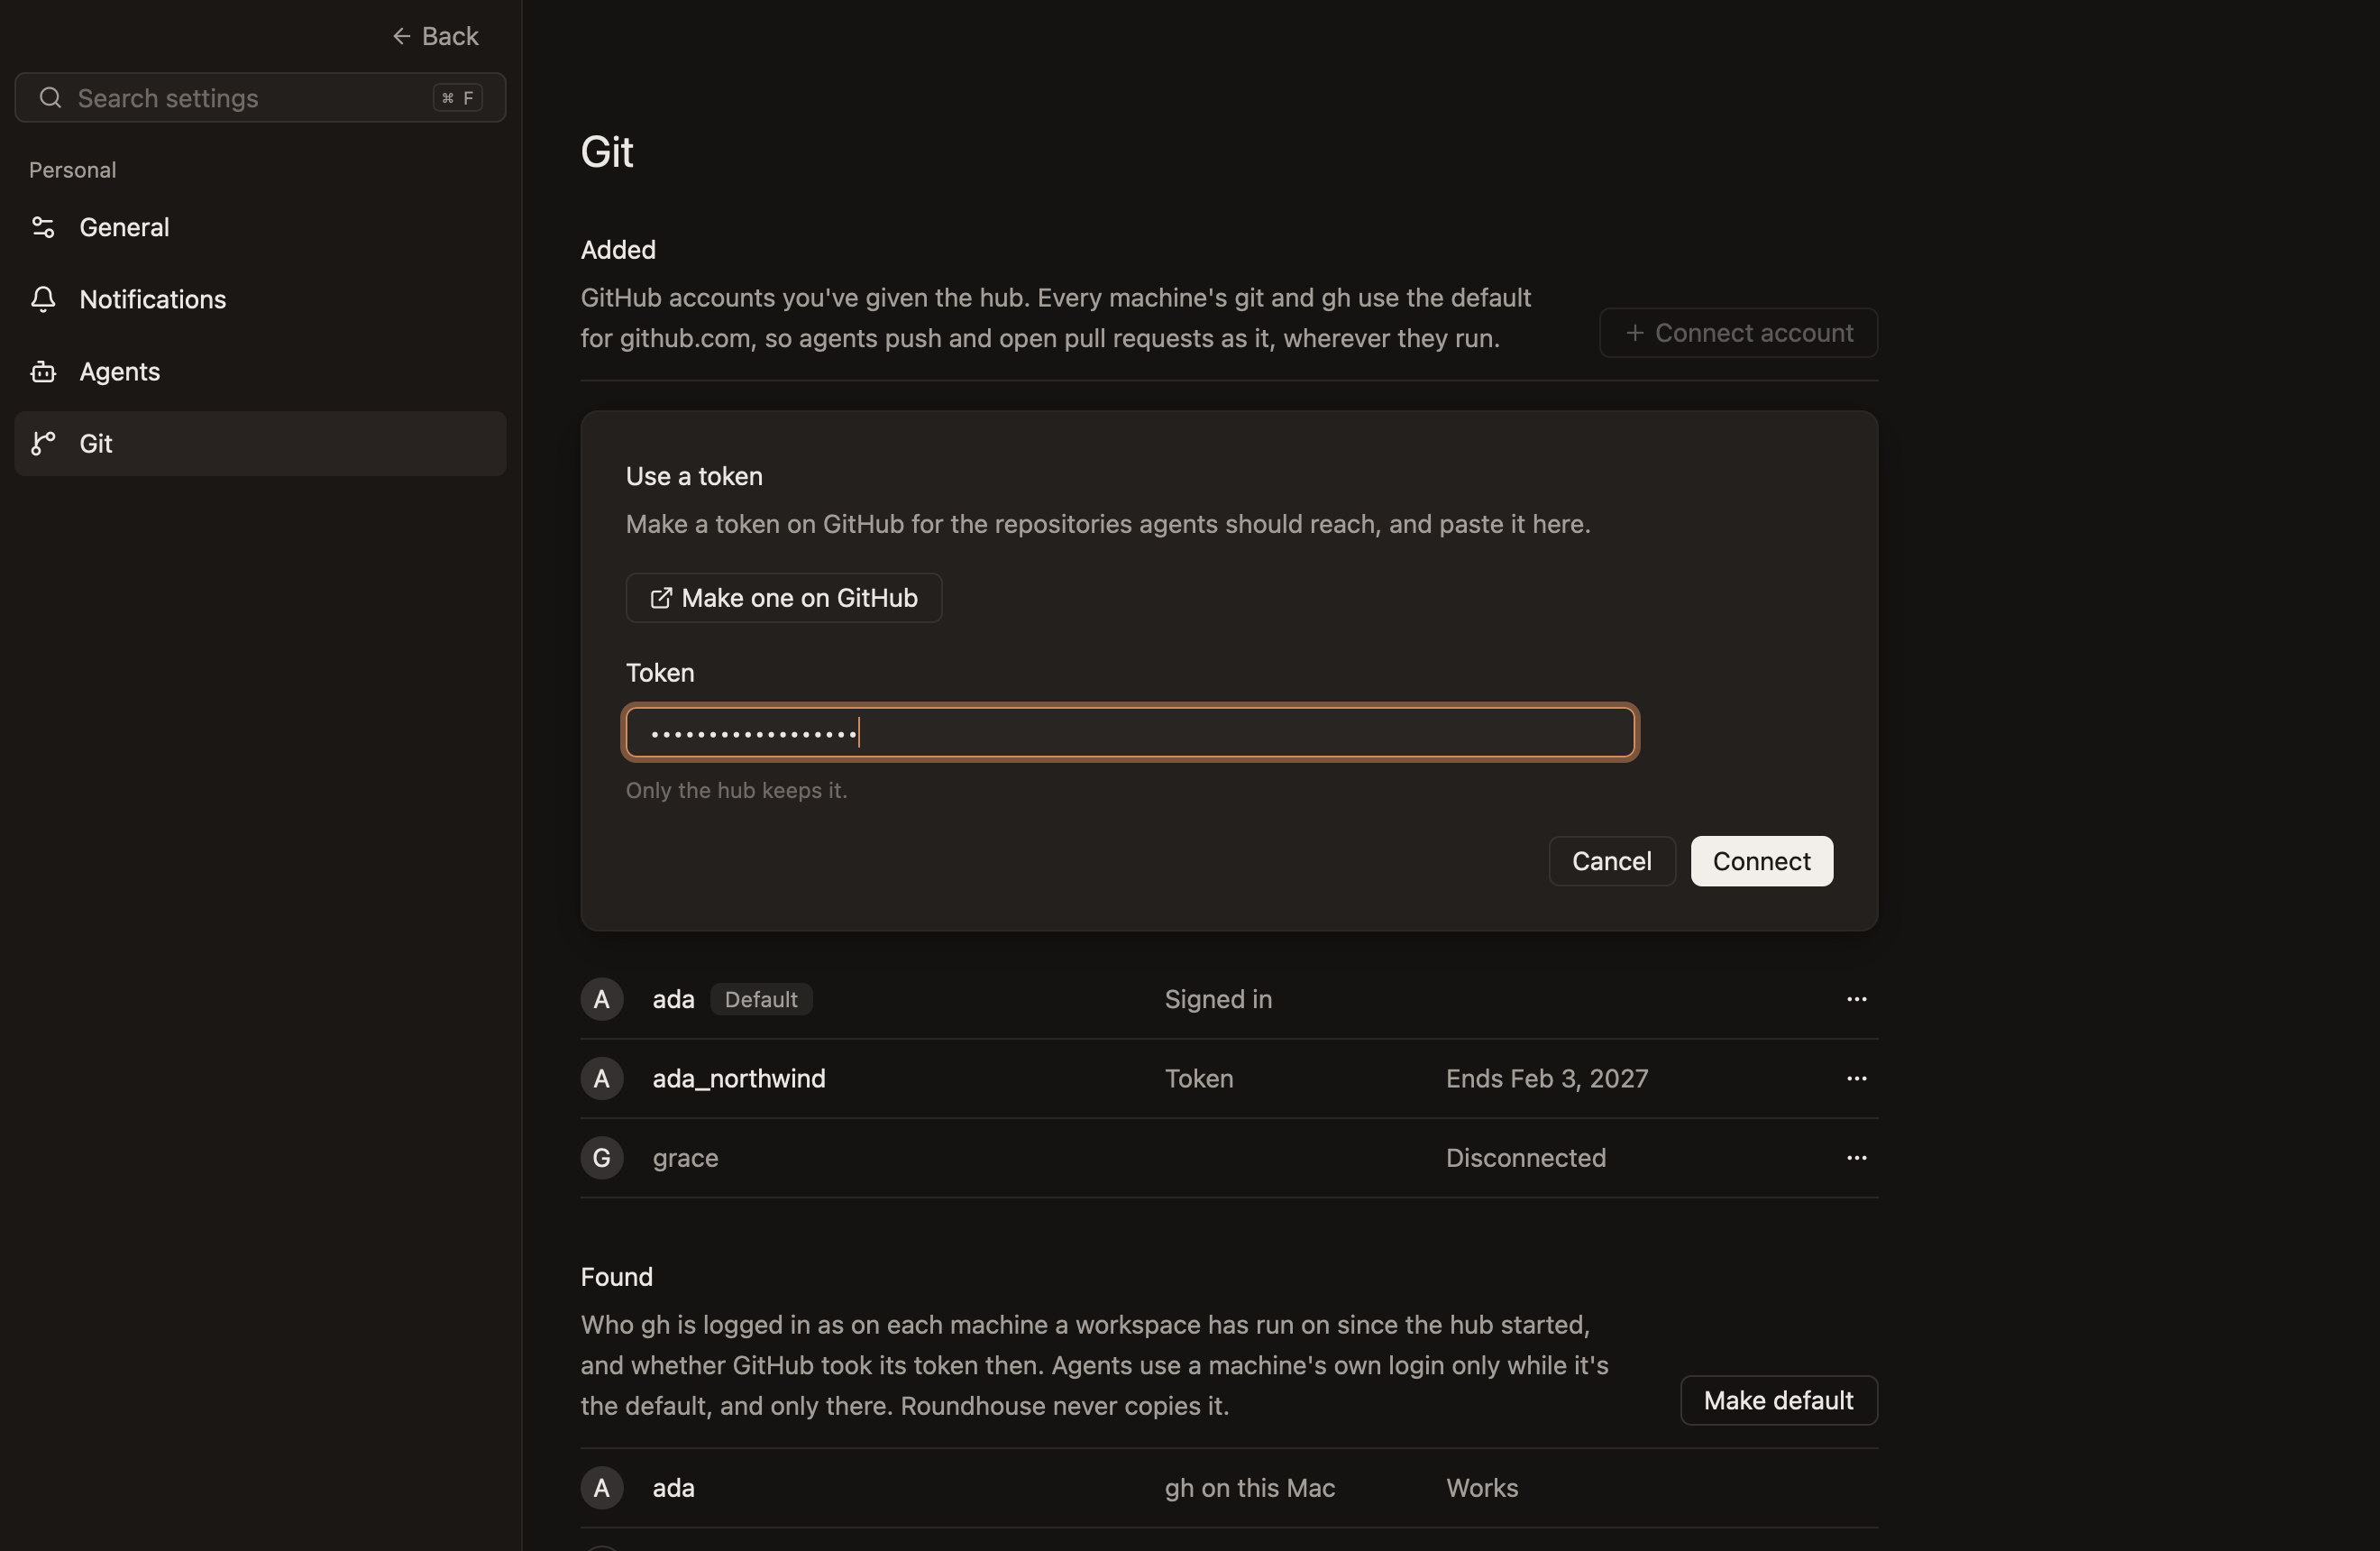 ← Back
Search settings ⌘ F
Personal
General
Notifications
Agents
Git
Git
Added
GitHub accounts you've given the hub. Every machine's git and gh use the default
for github.com, so agents push and open pull requests as it, wherever they run.
+ Connect account
Use a token
Make a token on GitHub for the repositories agents should reach, and paste it here.
Make one on GitHub
Token
••••••••••••••••••
Only the hub keeps it.
Cancel Connect
A ada Default Signed in ···
A ada_northwind Token Ends Feb 3, 2027 ···
G grace Disconnected ···
Found
Who gh is logged in as on each machine a workspace has run on since the hub started,
and whether GitHub took its token then. Agents use a machine's own login only while it's
the default, and only there. Roundhouse never copies it.
Make default
A ada gh on this Mac Works